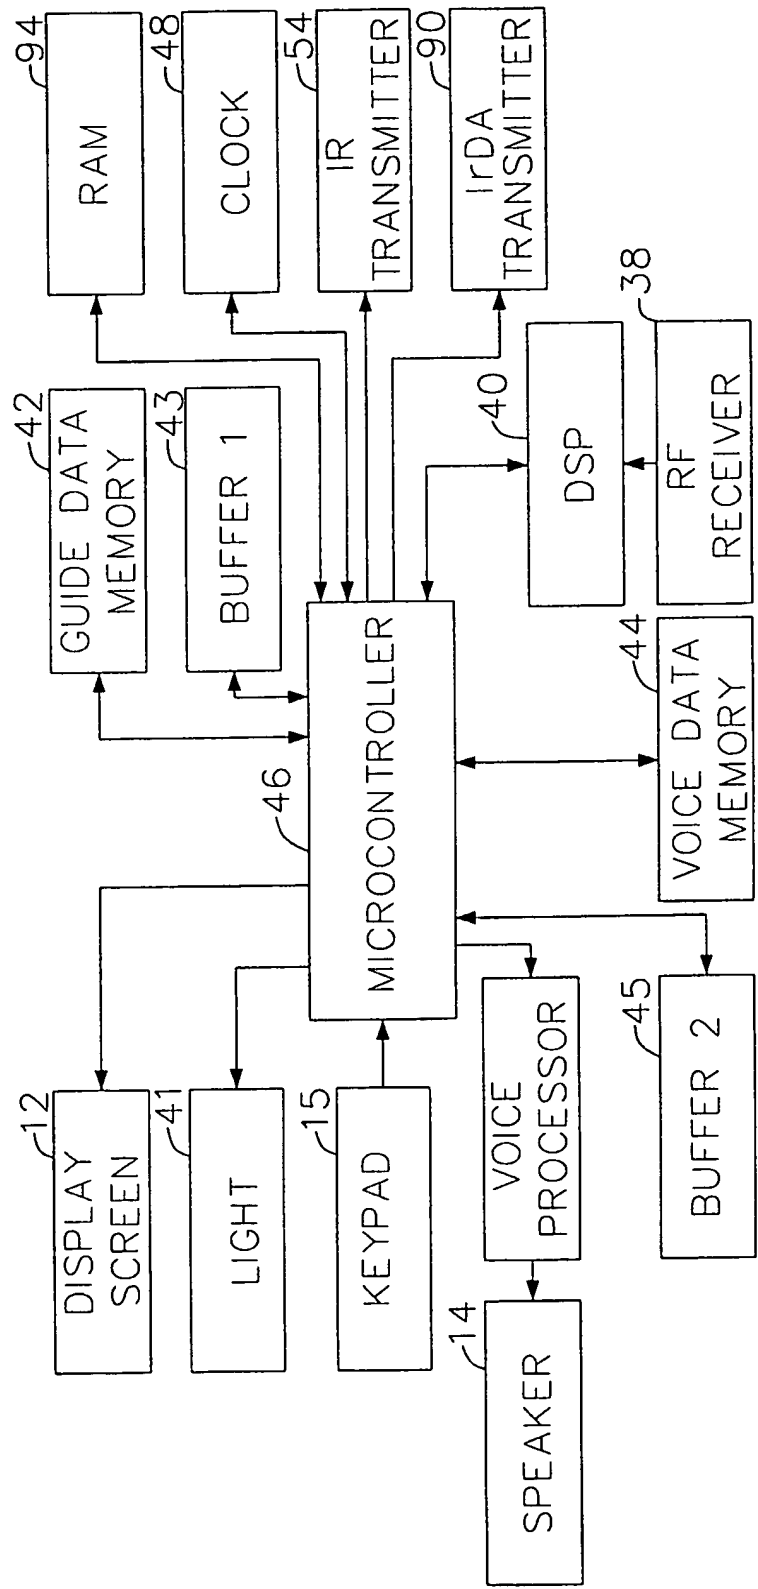 12
DISPLAY
SCREEN
41
LIGHT
15
KEYPAD
14
SPEAKER
VOICE
PROCESSOR
45
BUFFER 2
46
MICROCONTROLLER
42
GUIDE DATA
MEMORY
43
BUFFER 1
44
VOICE DATA
MEMORY
94
RAM
48
CLOCK
54
IR
TRANSMITTER
90
IrDA
TRANSMITTER
40
DSP
38
RF
RECEIVER